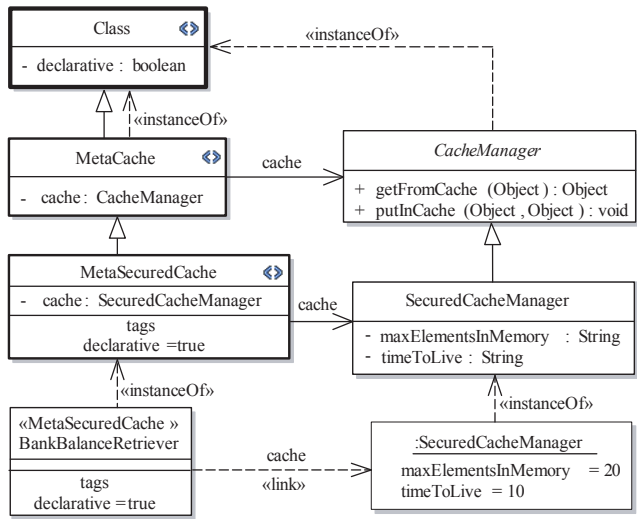 Class
- declarative : boolean
«instanceOf»
«instanceOf»
MetaCache
- cache : CacheManager
cache
CacheManager
+ getFromCache (Object) : Object
+ putInCache (Object , Object) : void
MetaSecuredCache
- cache : SecuredCacheManager
tags
declarative =true
cache
SecuredCacheManager
- maxElementsInMemory : String
- timeToLive : String
«instanceOf»
«instanceOf»
«MetaSecuredCache »
BankBalanceRetriever
tags
declarative =true
cache
«link»
:SecuredCacheManager
maxElementsInMemory = 20
timeToLive = 10